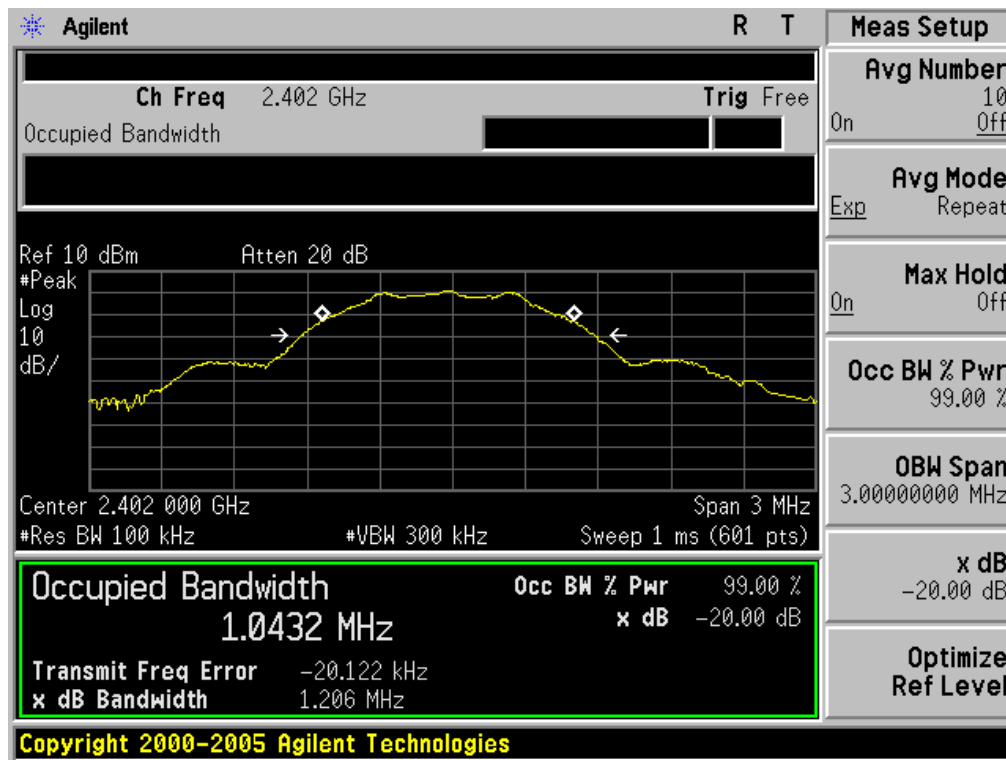 Agilent R T
Meas Setup
Ch Freq 2.402 GHz Trig Free
Occupied Bandwidth
Avg Number
10
On Off
Avg Mode
Exp Repeat
Max Hold
On Off
Occ BW % Pwr
99.00 %
OBW Span
3.00000000 MHz
x dB
-20.00 dB
Optimize
Ref Level
Ref 10 dBm Atten 20 dB
#Peak
Log
10
dB/
Center 2.402 000 GHz Span 3 MHz
#Res BW 100 kHz #VBW 300 kHz Sweep 1 ms (601 pts)
Occupied Bandwidth Occ BW % Pwr 99.00 %
1.0432 MHz x dB -20.00 dB
Transmit Freq Error -20.122 kHz
x dB Bandwidth 1.206 MHz
Copyright 2000-2005 Agilent Technologies